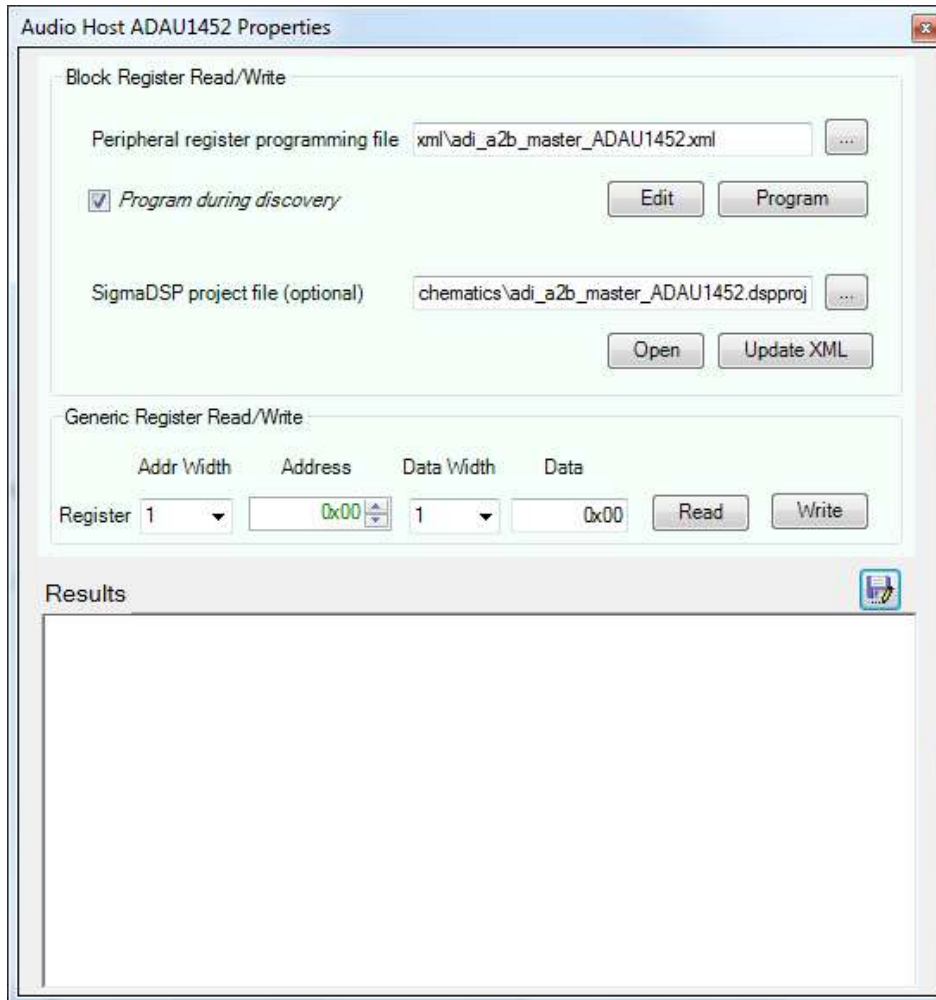 Audio Host ADAU1452 Properties
Block Register Read/Write
Peripheral register programming file xml\adi_a2b_master_ADAU1452.xml ...
Program during discovery Edit Program
SigmaDSP project file (optional) chematics\adi_a2b_master_ADAU1452.dspproj ...
Open Update XML
Generic Register Read/Write
Addr Width Address Data Width Data
Register 1 0x00 1 0x00 Read Write
Results